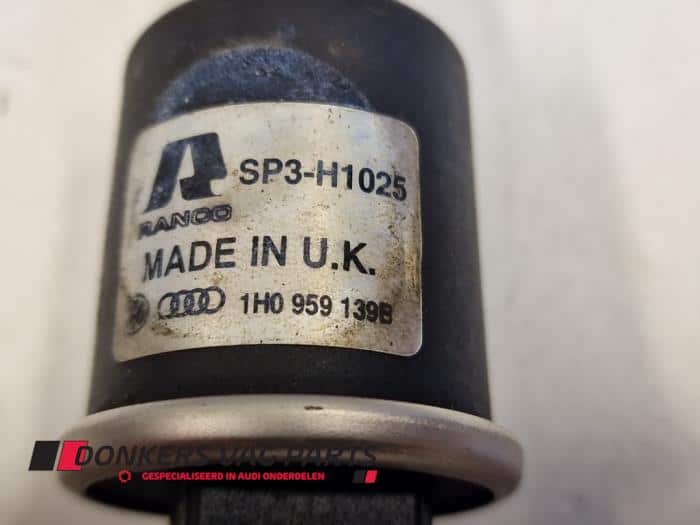 SP3-H1025
RANCO
MADE IN U.K.
1H0 959 139B
DONKERS VAG PARTS
GESPECIALISEERD IN AUDI ONDERDELEN